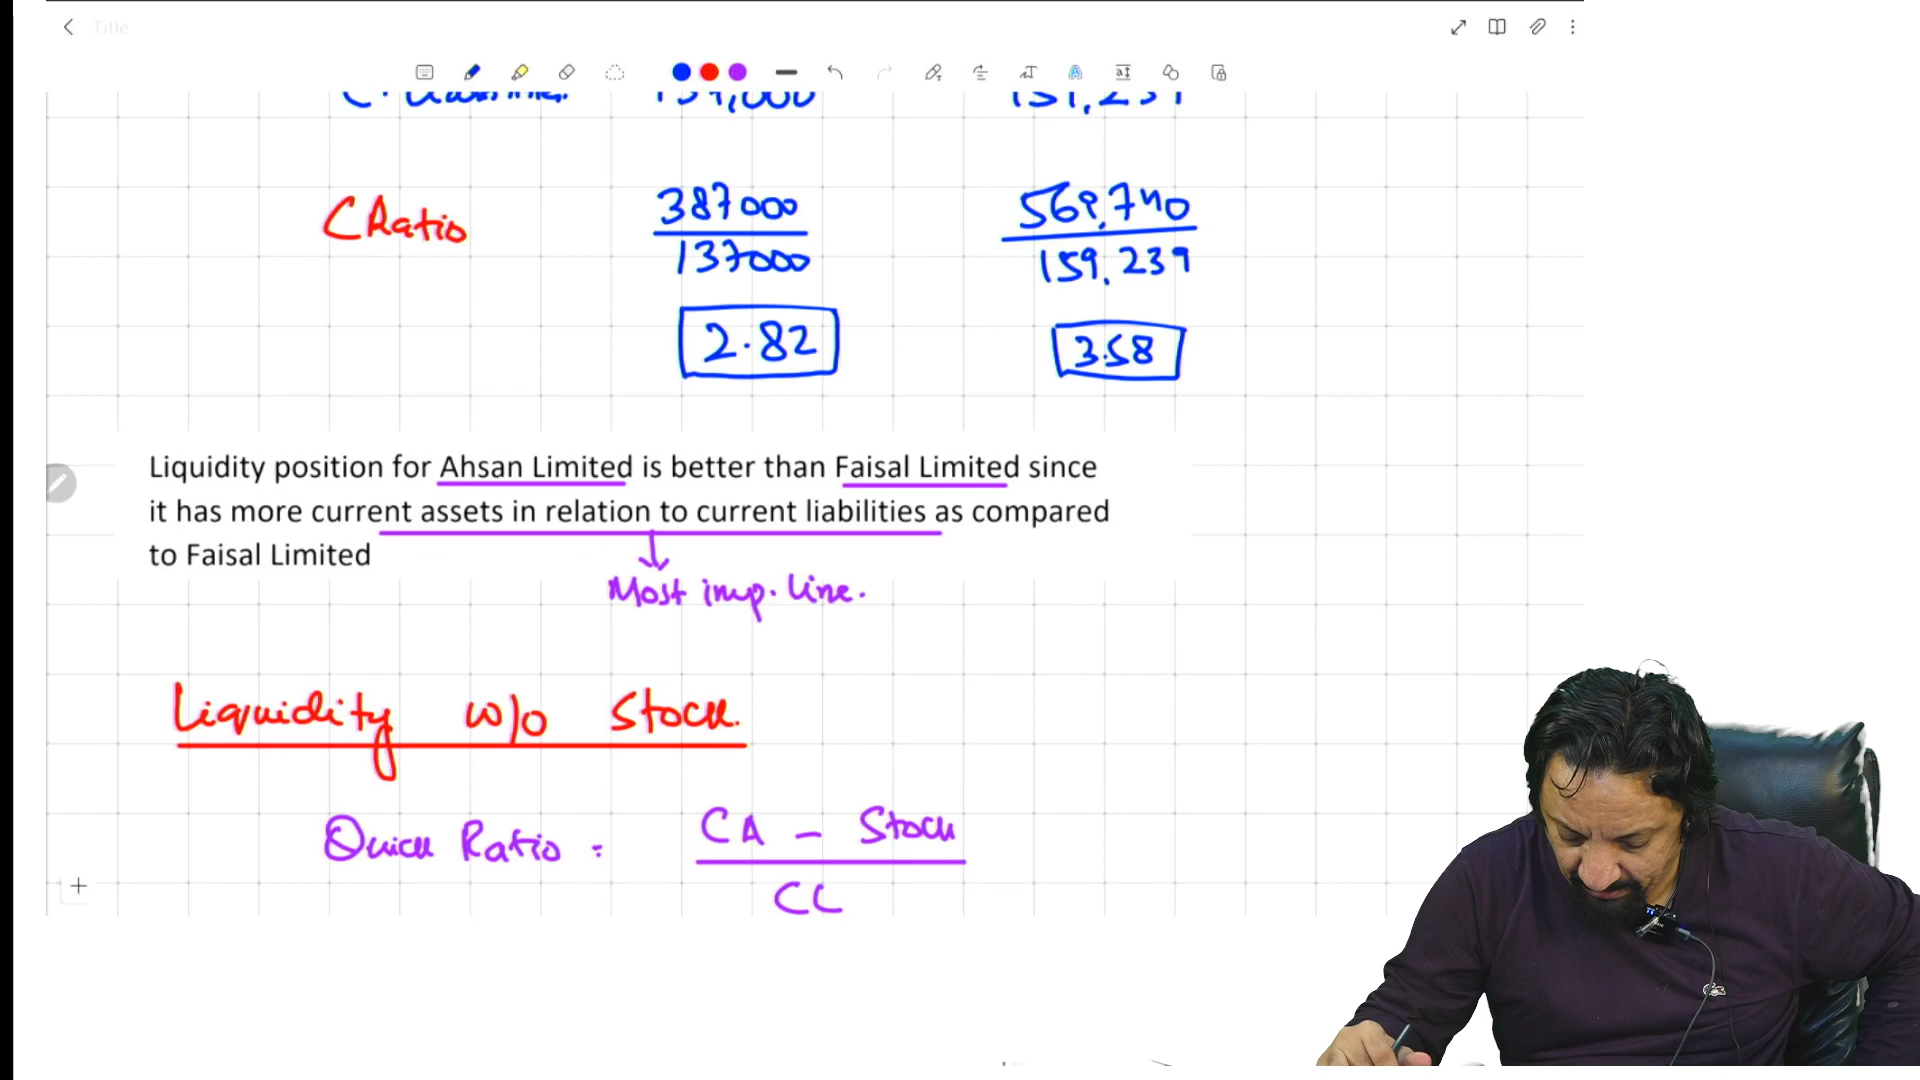 Title
C Ratio
387000
137000
569,740
159,239
2.82
3.58
Liquidity position for Ahsan Limited is better than Faisal Limited since
it has more current assets in relation to current liabilities as compared
to Faisal Limited
Most imp. line.
Liquidity w/o Stock.
Quick Ratio = CA - Stock
CL